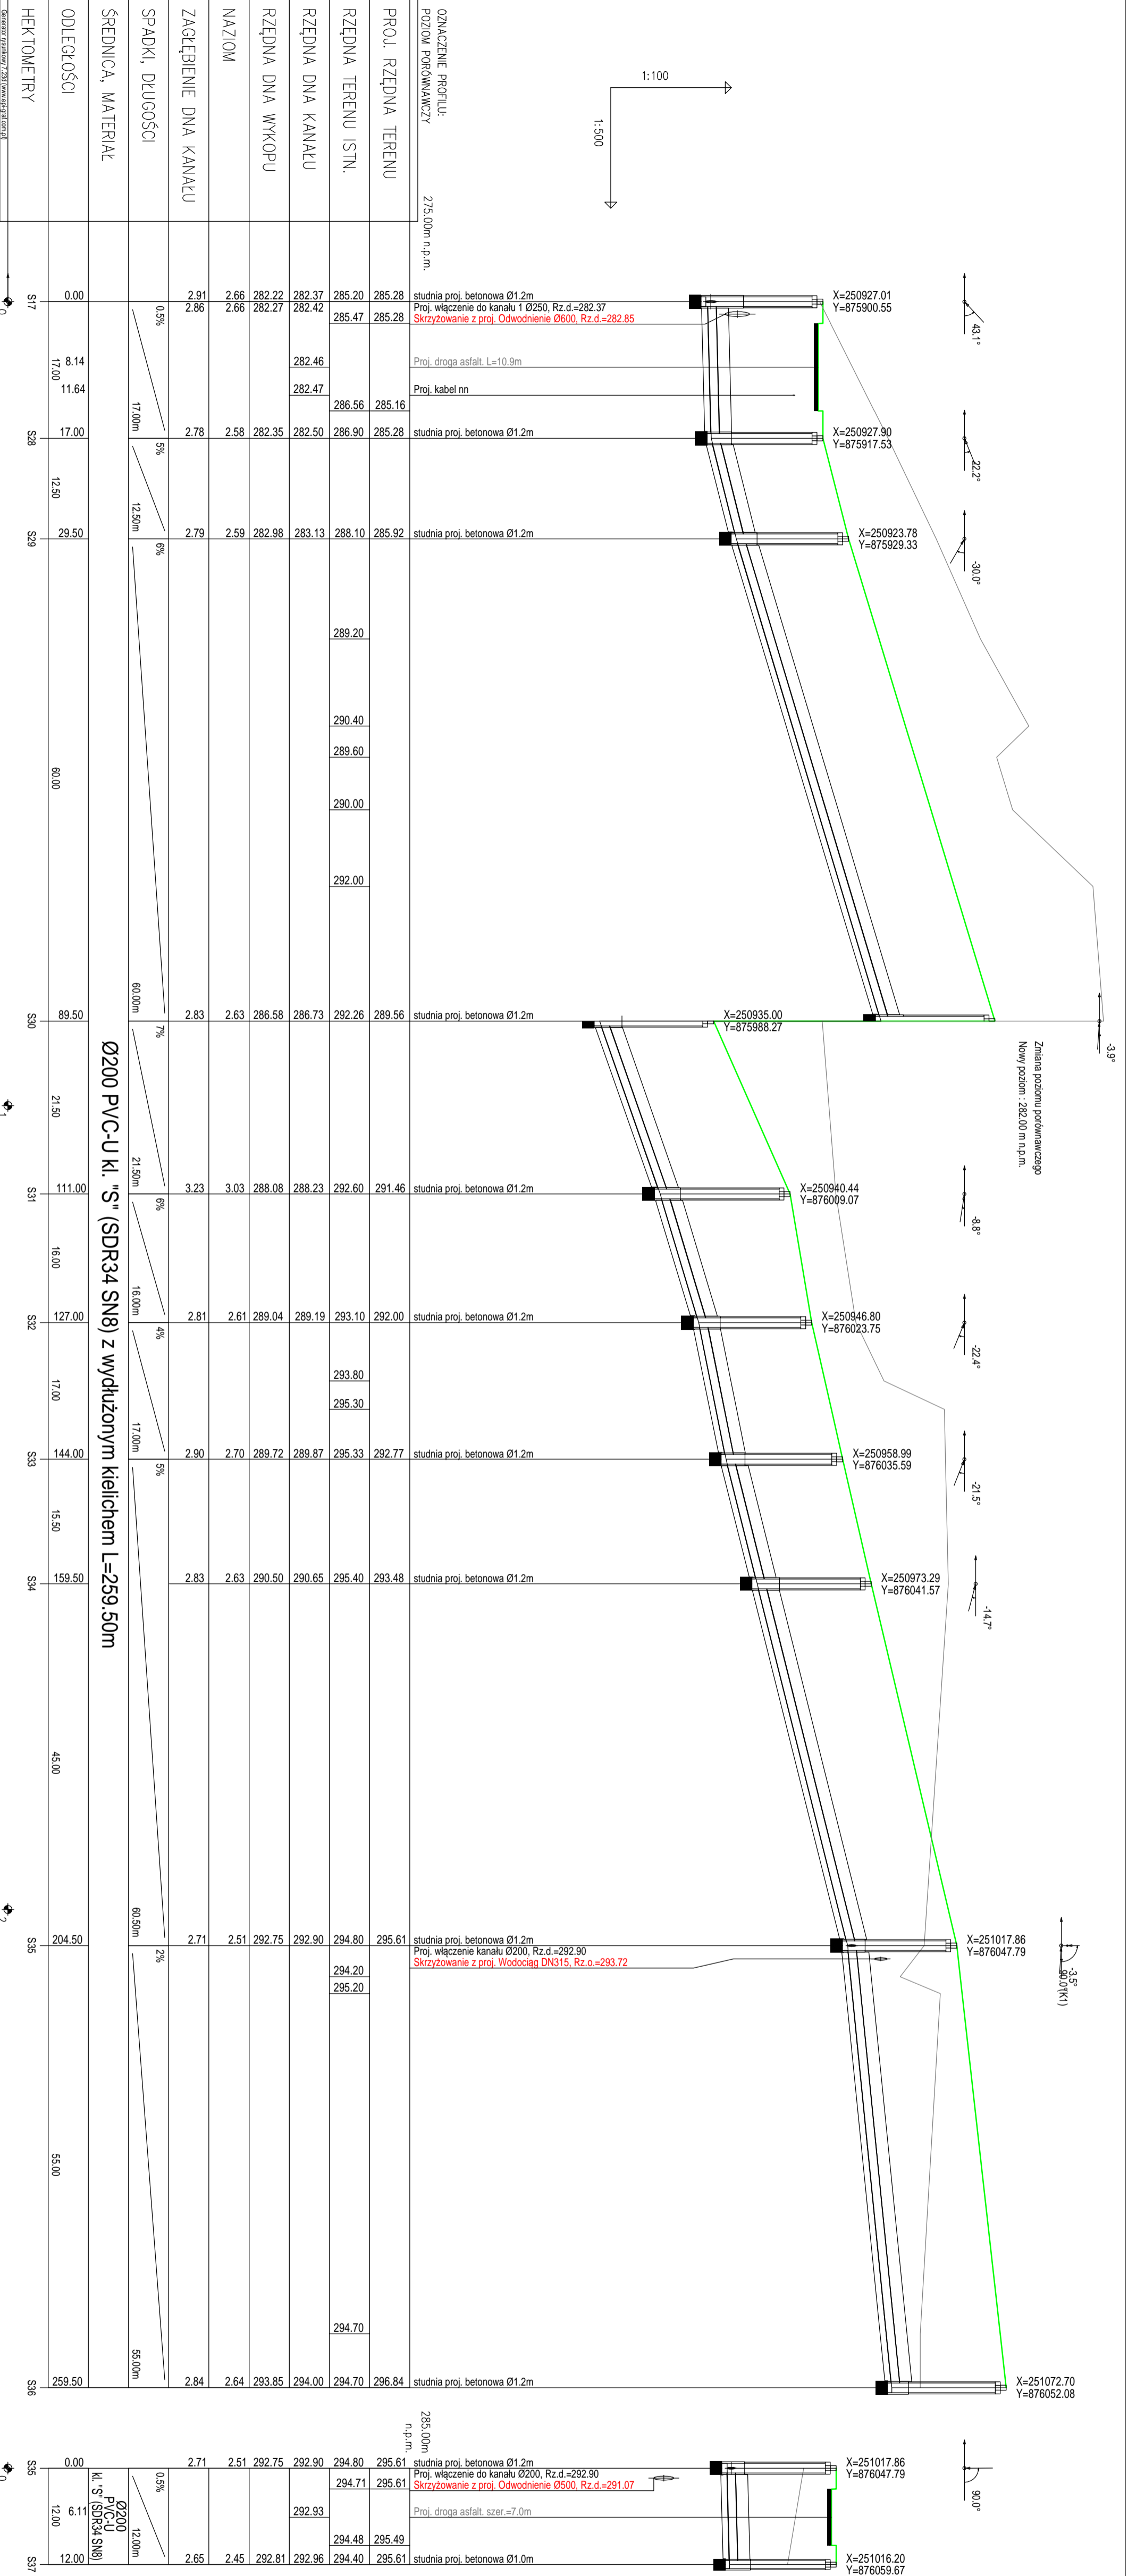 OZNACZENIE PROFILU:
POZIOM PORÓWNAWCZY 275.00m n.p.m.
1:100
1:500
PROJ. RZĘDNA TERENU
285.28 285.28 285.16 285.28 285.92 289.56 291.46 292.00 292.77 293.48 295.61 296.84 295.61 295.61 295.49 295.61
RZĘDNA TERENU ISTN.
285.20 285.47 286.56 286.90 288.10 289.20 290.40 289.60 290.00 292.00 292.26 292.60 293.10 293.80 295.30 295.33 295.40 294.80 294.20 295.20 294.70 294.70 294.80 294.71 294.48 294.40
RZĘDNA DNA KANAŁU
282.37 282.42 282.46 282.47 282.50 283.13 286.73 288.23 289.19 289.87 290.65 292.90 294.00 292.90 292.93 292.96
RZĘDNA DNA WYKOPU
282.22 282.27 282.35 282.98 286.58 288.08 289.04 289.72 290.50 292.75 293.85 292.75 292.81
NAZIOM
2.66 2.66 2.58 2.59 2.63 3.03 2.61 2.70 2.63 2.51 2.64 2.51 2.45
ZAGŁĘBIENIE DNA KANAŁU
2.91 2.86 2.78 2.79 2.83 3.23 2.81 2.90 2.83 2.71 2.84 2.71 2.65
SPADKI, DŁUGOŚCI
0.5% 17.00m 5% 12.50m 6% 60.00m 7% 21.50m 6% 16.00m 4% 17.00m 5% 60.50m 2% 55.00m 0.5% 12.00m
ŚREDNICA, MATERIAŁ
Ø200 PVC-U kl. "S" (SDR34 SN8) z wydłużonym kielichem L=259.50m
Ø200
PVC-U
kl. "S" (SDR34 SN8)
ODLEGŁOŚCI
0.00 8.14 11.64 17.00 29.50 89.50 111.00 127.00 144.00 159.50 204.50 259.50 0.00 6.11 12.00
17.00 12.50 60.00 21.50 16.00 17.00 15.50 45.00 55.00 12.00
HEKTOMETRY
S17 S28 S29 S30 S31 S32 S33 S34 S35 S36 S35 S37
0 1 2 0
Generator rysunkowy 7.23d (www.epi-graf.com.pl)
studnia proj. betonowa Ø1.2m
Proj. włączenie do kanału 1 Ø250, Rz.d.=282.37
Skrzyżowanie z proj. Odwodnienie Ø600, Rz.d.=282.85
Proj. droga asfalt. L=10.9m
Proj. kabel nn
studnia proj. betonowa Ø1.2m
studnia proj. betonowa Ø1.2m
studnia proj. betonowa Ø1.2m
studnia proj. betonowa Ø1.2m
studnia proj. betonowa Ø1.2m
studnia proj. betonowa Ø1.2m
studnia proj. betonowa Ø1.2m
studnia proj. betonowa Ø1.2m
Proj. włączenie kanału Ø200, Rz.d.=292.90
Skrzyżowanie z proj. Wodociąg DN315, Rz.o.=293.72
studnia proj. betonowa Ø1.2m
285.00m
n.p.m.
studnia proj. betonowa Ø1.2m
Proj. włączenie do kanału Ø200, Rz.d.=292.90
Skrzyżowanie z proj. Odwodnienie Ø500, Rz.d.=291.07
Proj. droga asfalt. szer.=7.0m
studnia proj. betonowa Ø1.0m
X=250927.01
Y=875900.55
X=250927.90
Y=875917.53
X=250923.78
Y=875929.33
X=250935.00
Y=875988.27
X=250940.44
Y=876009.07
X=250946.80
Y=876023.75
X=250958.99
Y=876035.59
X=250973.29
Y=876041.57
X=251017.86
Y=876047.79
X=251072.70
Y=876052.08
X=251017.86
Y=876047.79
X=251016.20
Y=876059.67
43.1°
22.2°
-30.0°
-3.9°
Zmiana poziomu porównawczego
Nowy poziom : 282.00 m n.p.m.
-8.8°
-22.4°
-21.5°
-14.7°
-3.5°
90.0°(K1)
90.0°